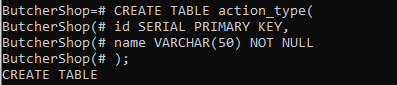 ButcherShop=# CREATE TABLE action_type(
ButcherShop(# id SERIAL PRIMARY KEY,
ButcherShop(# name VARCHAR(50) NOT NULL
ButcherShop(# );
CREATE TABLE